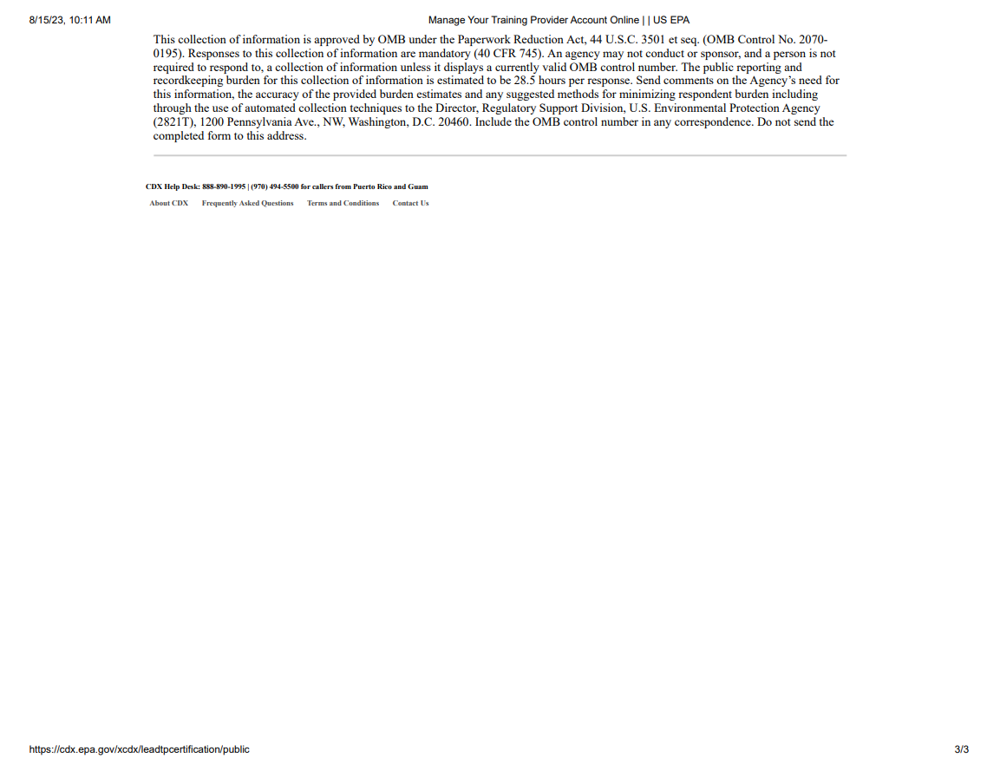 8/15/23, 10:11 AM
Manage Your Training Provider Account Online | | US EPA
This collection of information is approved by OMB under the Paperwork Reduction Act, 44 U.S.C. 3501 et seq. (OMB Control No. 2070-
0195). Responses to this collection of information are mandatory (40 CFR 745). An agency may not conduct or sponsor, and a person is not
required to respond to, a collection of information unless it displays a currently valid OMB control number. The public reporting and
recordkeeping burden for this collection of information is estimated to be 28.5 hours per response. Send comments on the Agency’s need for
this information, the accuracy of the provided burden estimates and any suggested methods for minimizing respondent burden including
through the use of automated collection techniques to the Director, Regulatory Support Division, U.S. Environmental Protection Agency
(2821T), 1200 Pennsylvania Ave., NW, Washington, D.C. 20460. Include the OMB control number in any correspondence. Do not send the
completed form to this address.
CDX Help Desk: 888-890-1995 | (970) 494-5500 for callers from Puerto Rico and Guam
About CDX Frequently Asked Questions Terms and Conditions Contact Us
https://cdx.epa.gov/xcdx/leadtpcertification/public
3/3